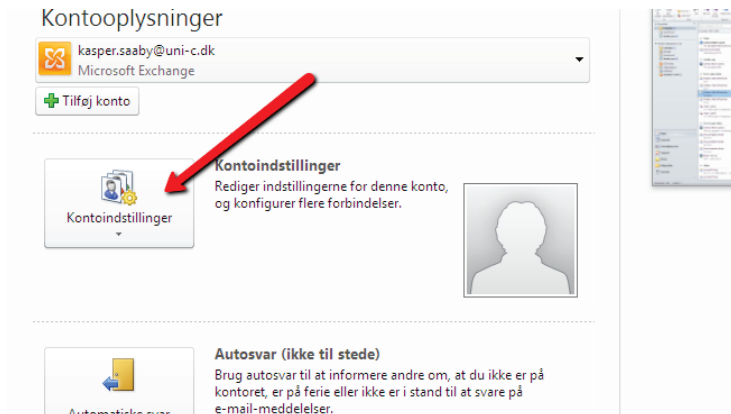 Kontooplysninger
kasper.saaby@uni-c.dk
Microsoft Exchange
Tilføj konto
Kontoindstillinger
Kontoindstillinger
Rediger indstillingerne for denne konto,
og konfigurer flere forbindelser.
Autosvar (ikke til stede)
Brug autosvar til at informere andre om, at du ikke er på
kontoret, er på ferie eller ikke er i stand til at svare på
e-mail-meddelelser.
Automatiske svar